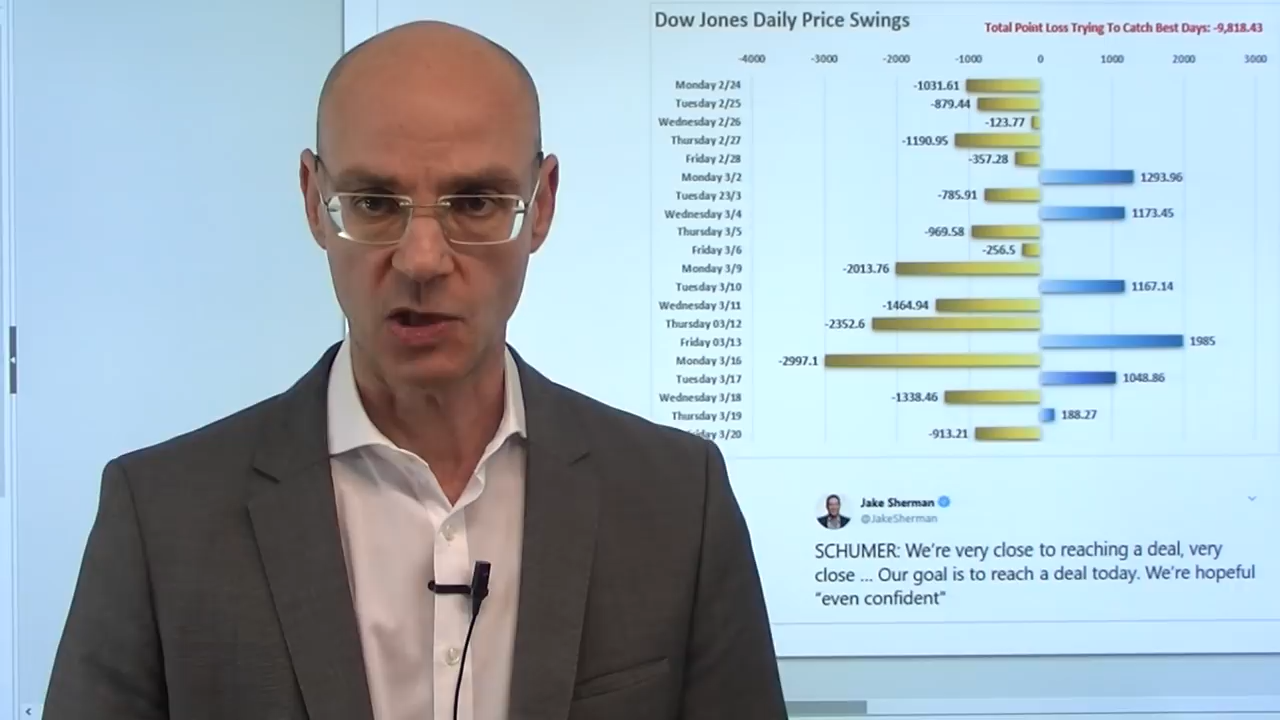 Dow Jones Daily Price Swings
Total Point Loss Trying To Catch Best Days: -9,818.43
-4000 -3000 -2000 -1000 0 1000 2000 3000
Monday 2/24 -1031.61
Tuesday 2/25 -879.44
Wednesday 2/26 -123.77
Thursday 2/27 -1190.95
Friday 2/28 -357.28
Monday 3/2 1293.96
Tuesday 23/3 -785.91
Wednesday 3/4 1173.45
Thursday 3/5 -969.58
Friday 3/6 -256.5
Monday 3/9 -2013.76
Tuesday 3/10 1167.14
Wednesday 3/11 -1464.94
Thursday 03/12 -2352.6
Friday 03/13 1985
Monday 3/16 -2997.1
Tuesday 3/17 1048.86
Wednesday 3/18 -1338.46
Thursday 3/19 188.27
3/20 -913.21
Jake Sherman
@JakeSherman
SCHUMER: We're very close to reaching a deal, very
close ... Our goal is to reach a deal today. We're hopeful
"even confident"